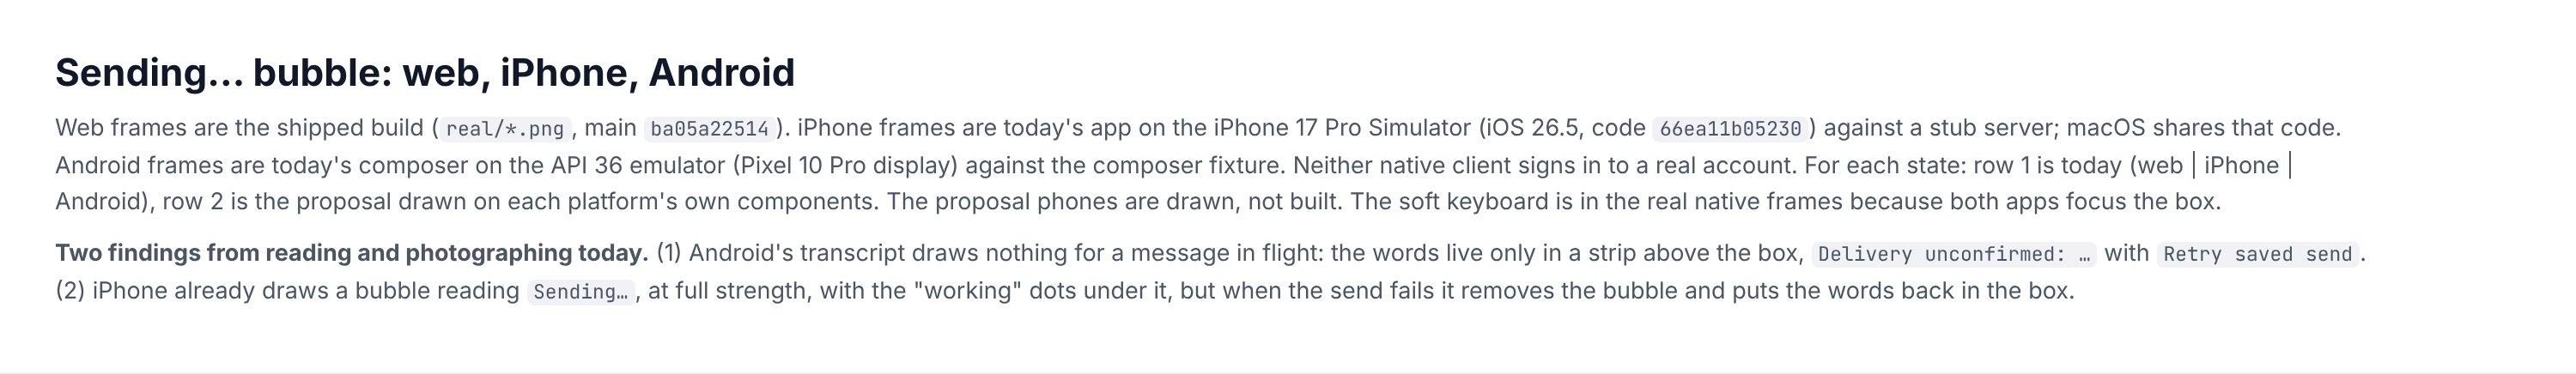 Sending… bubble: web, iPhone, Android
Web frames are the shipped build (real/*.png, main ba05a22514). iPhone frames are today's app on the iPhone 17 Pro Simulator (iOS 26.5, code 66ea11b05230) against a stub server; macOS shares that code.
Android frames are today's composer on the API 36 emulator (Pixel 10 Pro display) against the composer fixture. Neither native client signs in to a real account. For each state: row 1 is today (web | iPhone |
Android), row 2 is the proposal drawn on each platform's own components. The proposal phones are drawn, not built. The soft keyboard is in the real native frames because both apps focus the box.
Two findings from reading and photographing today. (1) Android's transcript draws nothing for a message in flight: the words live only in a strip above the box, Delivery unconfirmed: … with Retry saved send.
(2) iPhone already draws a bubble reading Sending…, at full strength, with the "working" dots under it, but when the send fails it removes the bubble and puts the words back in the box.